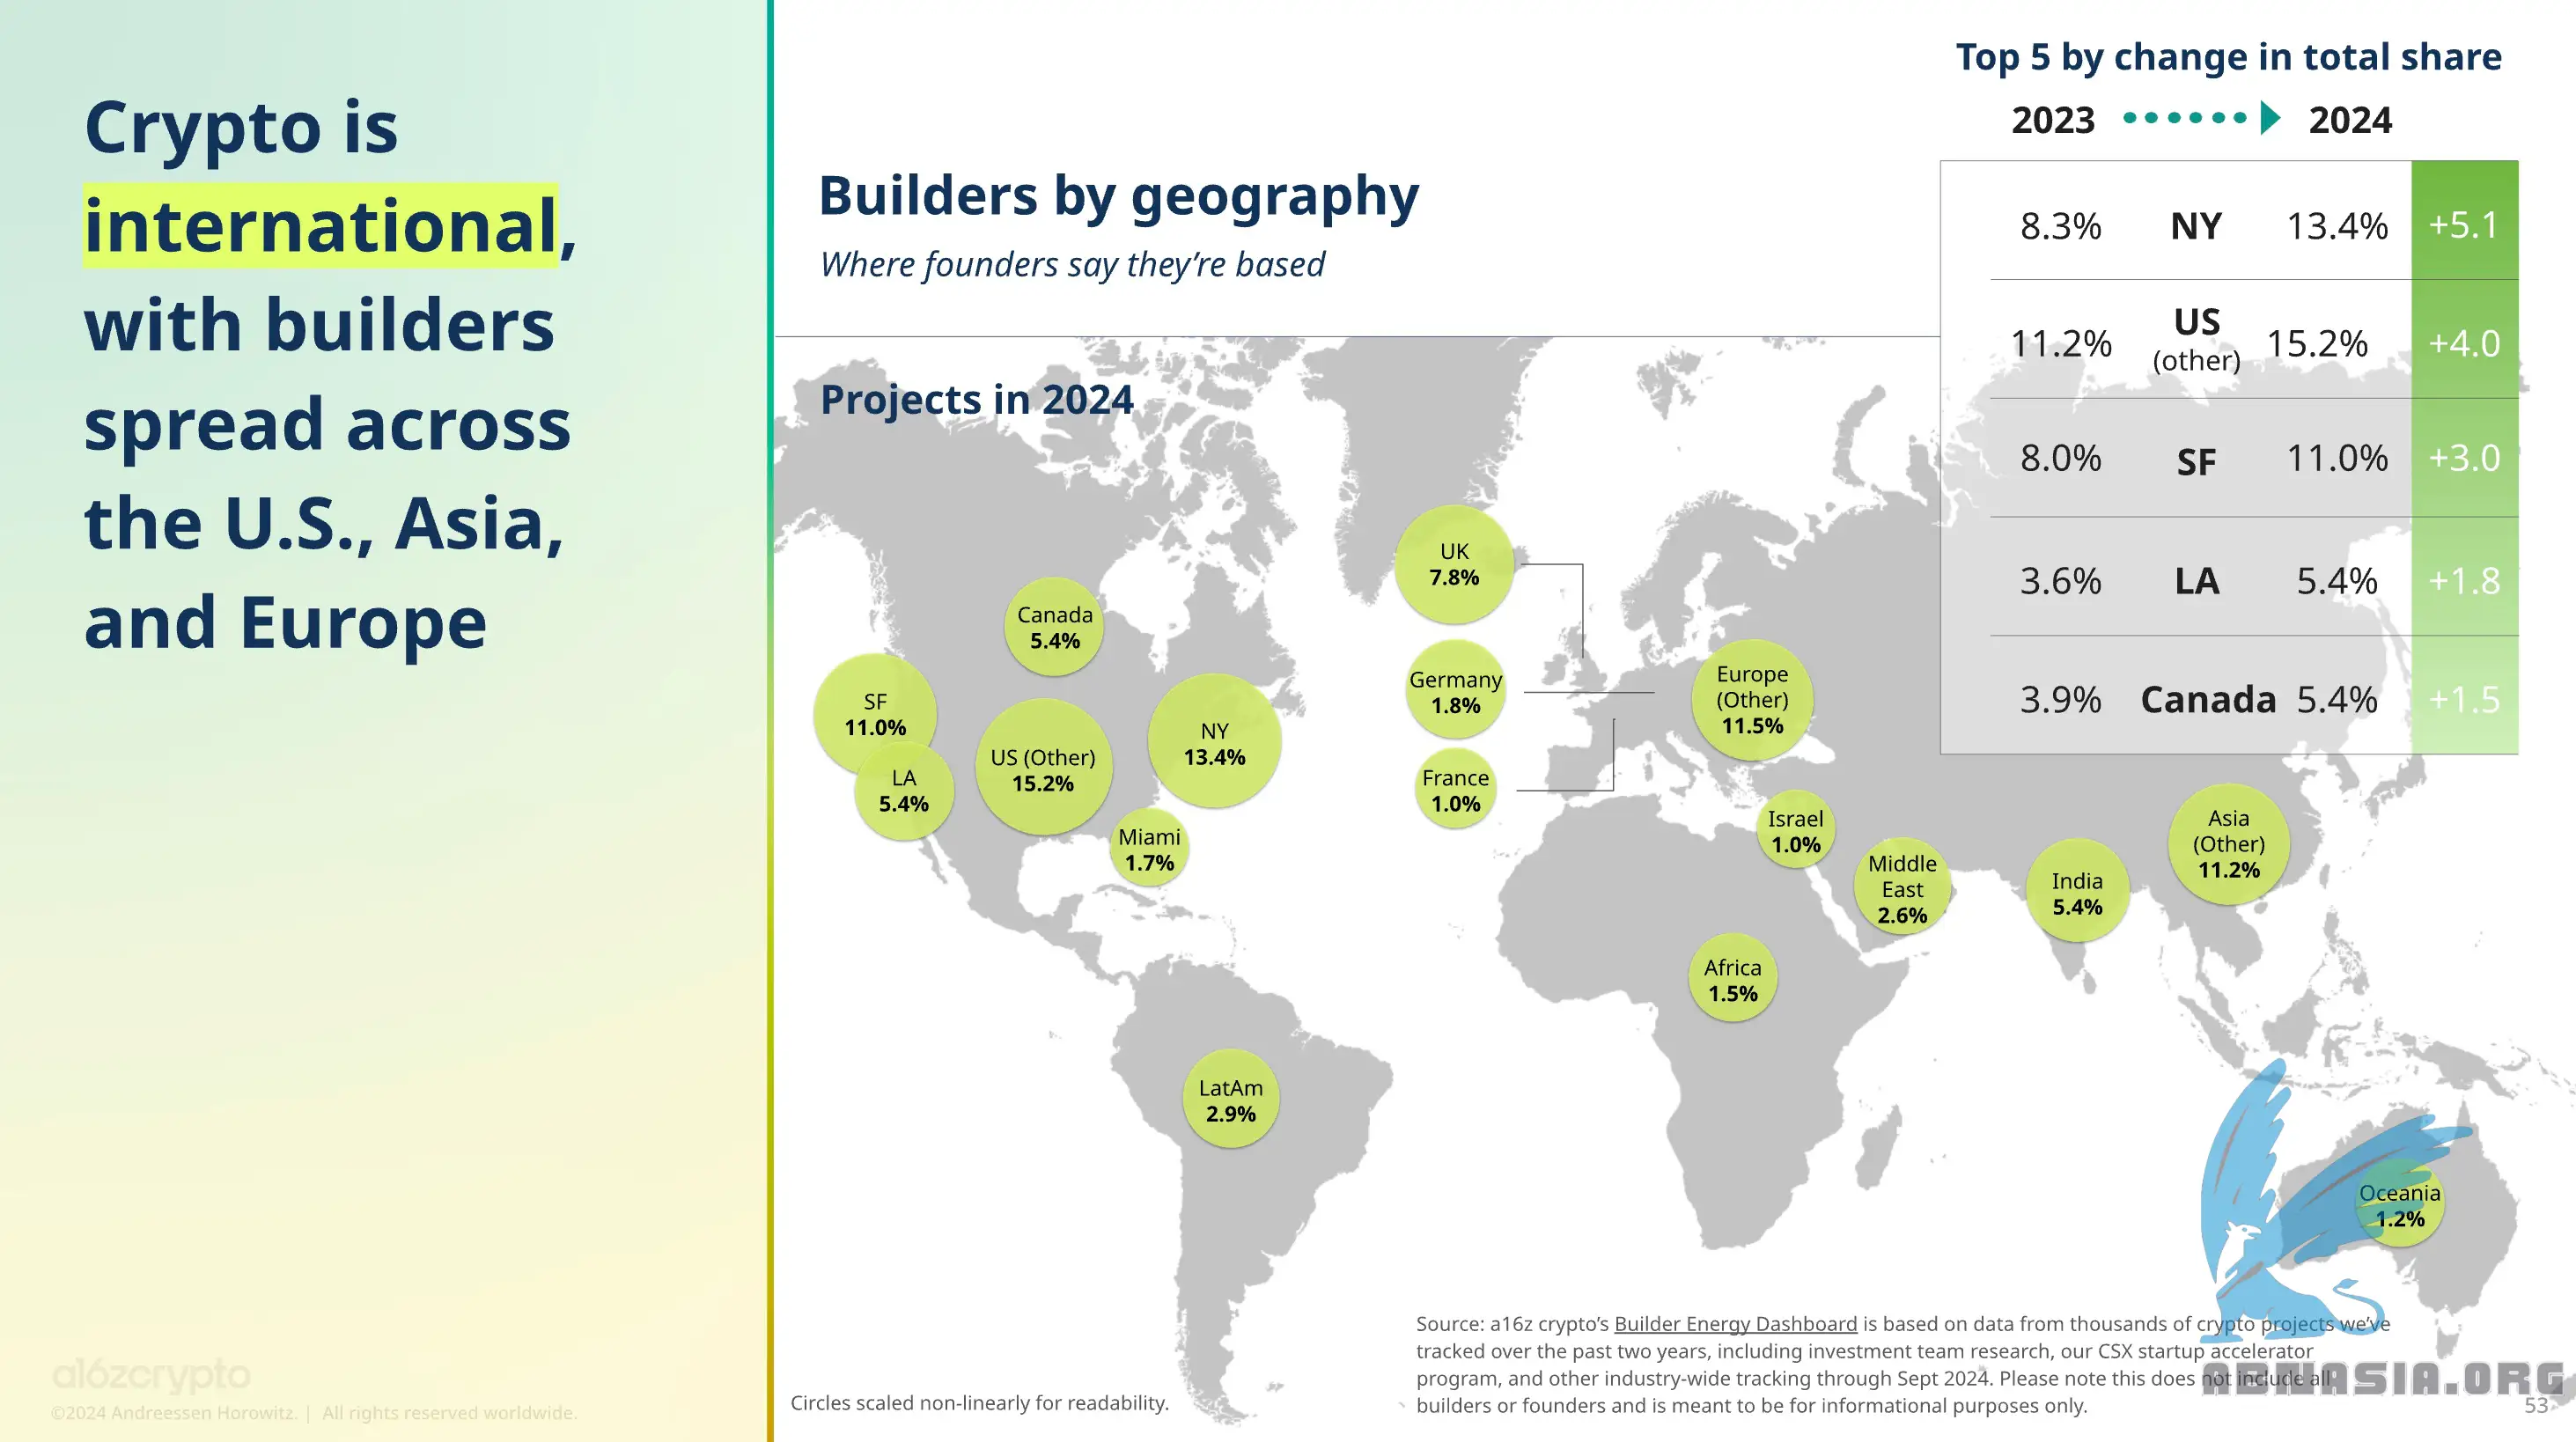 Crypto is
international,
with builders
spread across
the U.S., Asia,
and Europe
a16zcrypto
©2024 Andreessen Horowitz. | All rights reserved worldwide.
Builders by geography
Where founders say they’re based
Top 5 by change in total share
2023 2024
8.3% NY 13.4% +5.1
11.2% US (other) 15.2% +4.0
8.0% SF 11.0% +3.0
3.6% LA 5.4% +1.8
3.9% Canada 5.4% +1.5
Projects in 2024
Canada
5.4%
SF
11.0%
LA
5.4%
US (Other)
15.2%
NY
13.4%
Miami
1.7%
LatAm
2.9%
UK
7.8%
Germany
1.8%
France
1.0%
Europe
(Other)
11.5%
Israel
1.0%
Middle
East
2.6%
Africa
1.5%
India
5.4%
Asia
(Other)
11.2%
Oceania
1.2%
Circles scaled non-linearly for readability.
Source: a16z crypto’s Builder Energy Dashboard is based on data from thousands of crypto projects we’ve
tracked over the past two years, including investment team research, our CSX startup accelerator
program, and other industry-wide tracking through Sept 2024. Please note this does not include all
builders or founders and is meant to be for informational purposes only.
ABNASIA.ORG
53